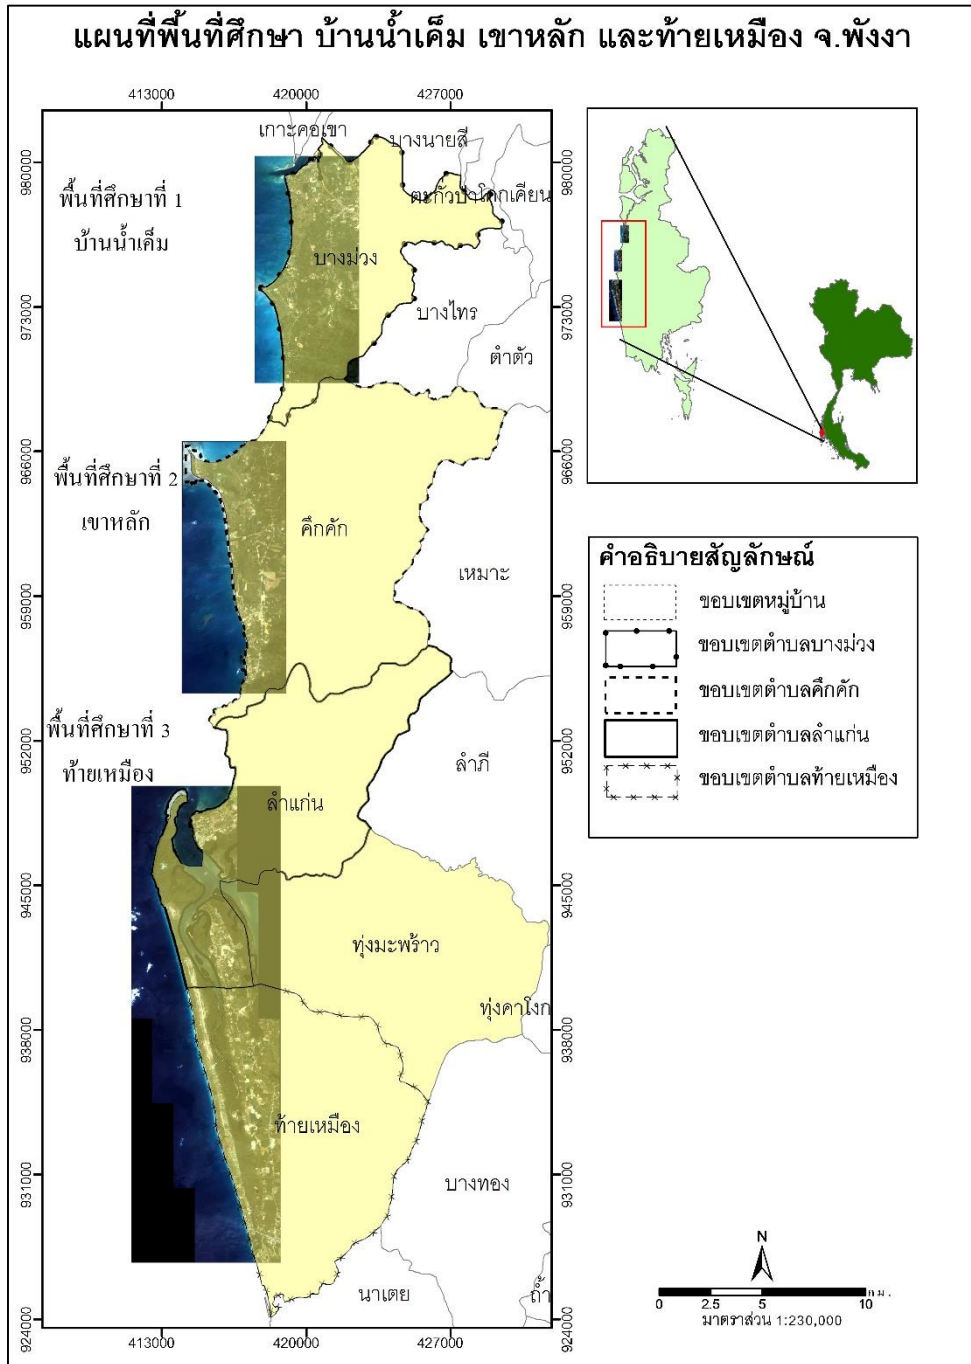 แผนที่พื้นที่ศึกษา บ้านน้ำเค็ม เขาหลัก และท้ายเหมือง จ.พังงา
413000 420000 427000
เกาะคอเขา
บางนายสี
980000
980000
พื้นที่ศึกษาที่ 1
บ้านน้ำเค็ม
ตะกั่วป่า
โคกเคียน
บางม่วง
บางไทร
973000
973000
ตำตัว
966000
966000
พื้นที่ศึกษาที่ 2
เขาหลัก
คึกคัก
เหมาะ
959000
959000
พื้นที่ศึกษาที่ 3
ท้ายเหมือง
952000
952000
ลำภี
ลำแก่น
945000
945000
ทุ่งมะพร้าว
ทุ่งคาโงก
938000
938000
ท้ายเหมือง
บางทอง
931000
931000
นาเตย
ถ้ำ
924000
924000
413000 420000 427000
คำอธิบายสัญลักษณ์
ขอบเขตหมู่บ้าน
ขอบเขตตำบลบางม่วง
ขอบเขตตำบลคึกคัก
ขอบเขตตำบลลำแก่น
ขอบเขตตำบลท้ายเหมือง
N
0 2.5 5 10 กม.
มาตราส่วน 1:230,000